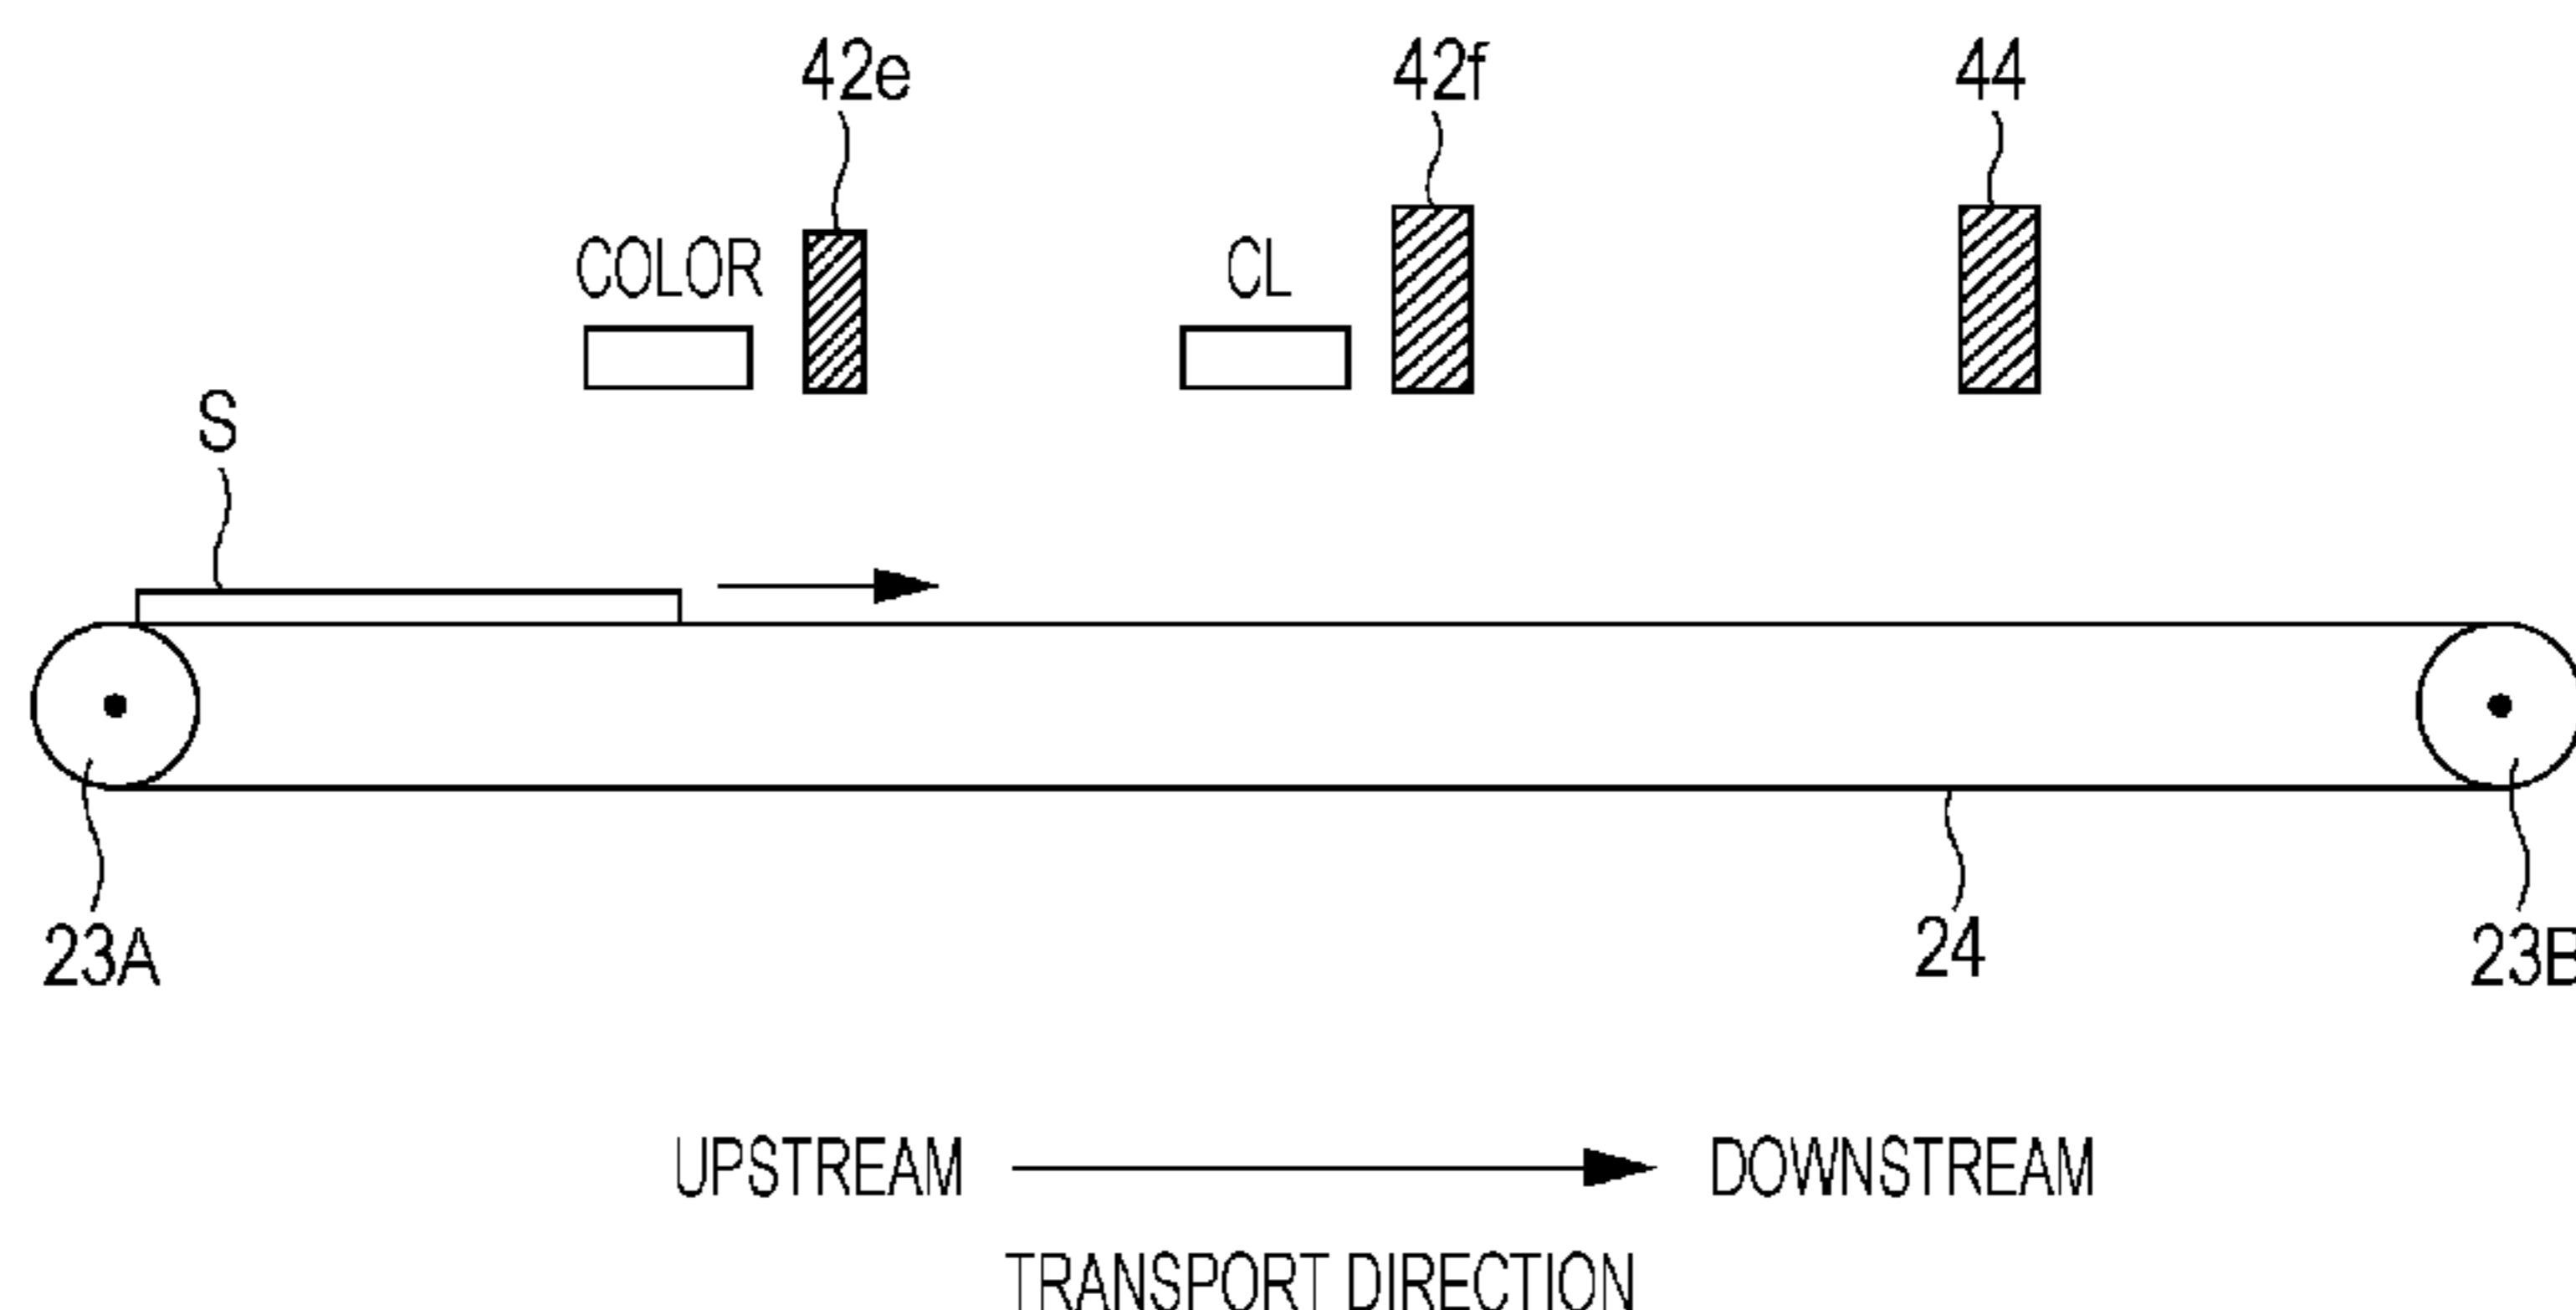 42e 42f 44
COLOR CL
S
23A 24 23B
UPSTREAM DOWNSTREAM
TRANSPORT DIRECTION